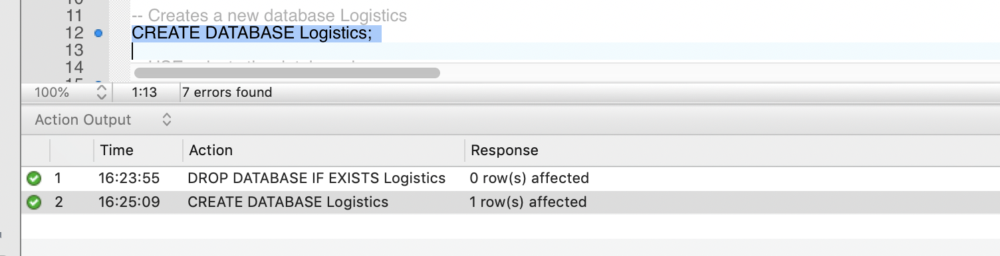 11 -- Creates a new database Logistics
12 CREATE DATABASE Logistics;
13
14
100% 1:13 7 errors found
Action Output
Time Action Response
1 16:23:55 DROP DATABASE IF EXISTS Logistics 0 row(s) affected
2 16:25:09 CREATE DATABASE Logistics 1 row(s) affected